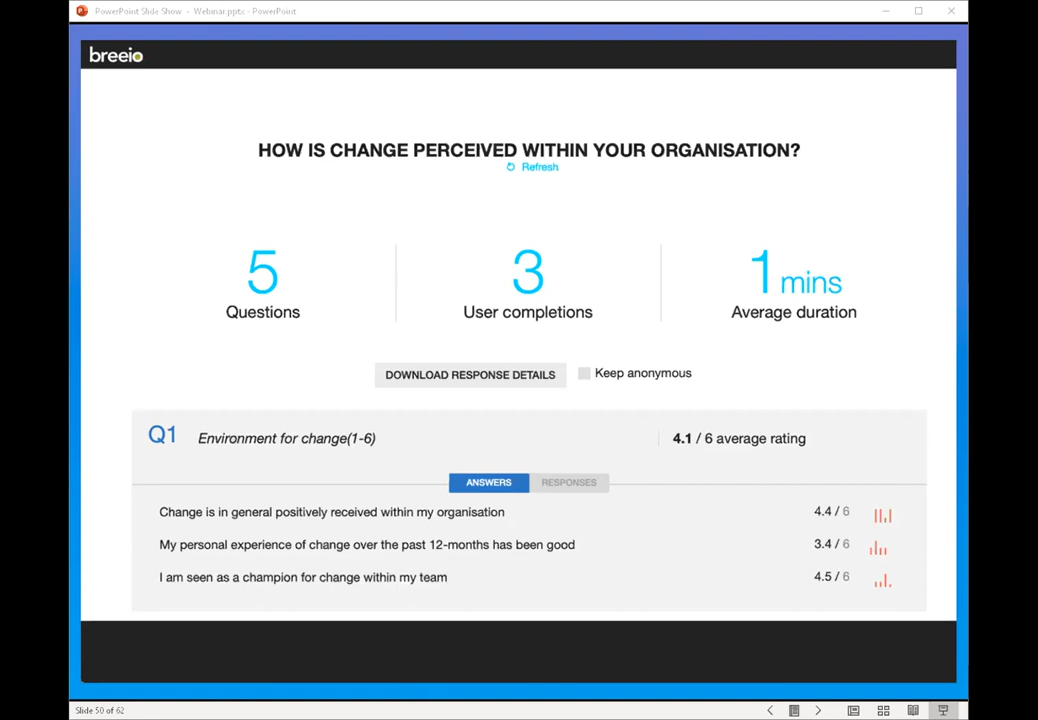 PowerPoint Slide Show - Webinar.pptx - PowerPoint
breeio
HOW IS CHANGE PERCEIVED WITHIN YOUR ORGANISATION?
Refresh
5
Questions
3
User completions
1 mins
Average duration
DOWNLOAD RESPONSE DETAILS
Keep anonymous
Q1 Environment for change(1-6) 4.1 / 6 average rating
ANSWERS RESPONSES
Change is in general positively received within my organisation 4.4 / 6
My personal experience of change over the past 12-months has been good 3.4 / 6
I am seen as a champion for change within my team 4.5 / 6
Slide 50 of 62